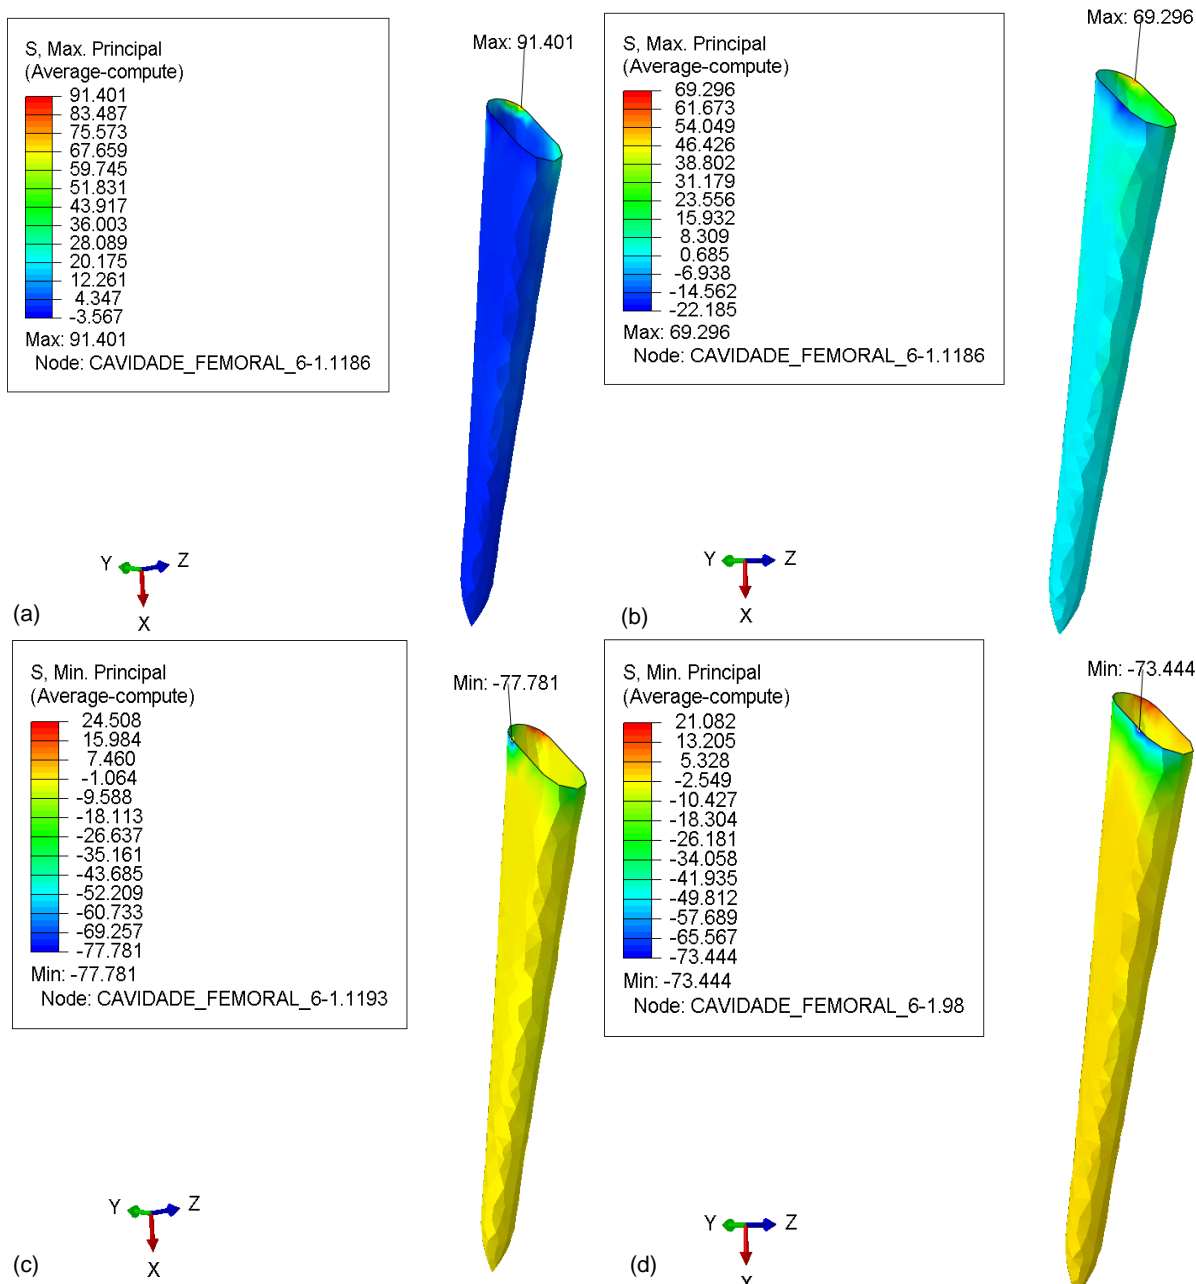 S, Max. Principal
(Average-compute)
91.401
83.487
75.573
67.659
59.745
51.831
43.917
36.003
28.089
20.175
12.261
4.347
-3.567
Max: 91.401
Node: CAVIDADE_FEMORAL_6-1.1186
Max: 91.401
Y
Z
X
(a)
S, Max. Principal
(Average-compute)
69.296
61.673
54.049
46.426
38.802
31.179
23.556
15.932
8.309
0.685
-6.938
-14.562
-22.185
Max: 69.296
Node: CAVIDADE_FEMORAL_6-1.1186
Max: 69.296
Y
Z
X
(b)
S, Min. Principal
(Average-compute)
24.508
15.984
7.460
-1.064
-9.588
-18.113
-26.637
-35.161
-43.685
-52.209
-60.733
-69.257
-77.781
Min: -77.781
Node: CAVIDADE_FEMORAL_6-1.1193
Min: -77.781
Y
Z
X
(c)
S, Min. Principal
(Average-compute)
21.082
13.205
5.328
-2.549
-10.427
-18.304
-26.181
-34.058
-41.935
-49.812
-57.689
-65.567
-73.444
Min: -73.444
Node: CAVIDADE_FEMORAL_6-1.98
Min: -73.444
Y
Z
X
(d)